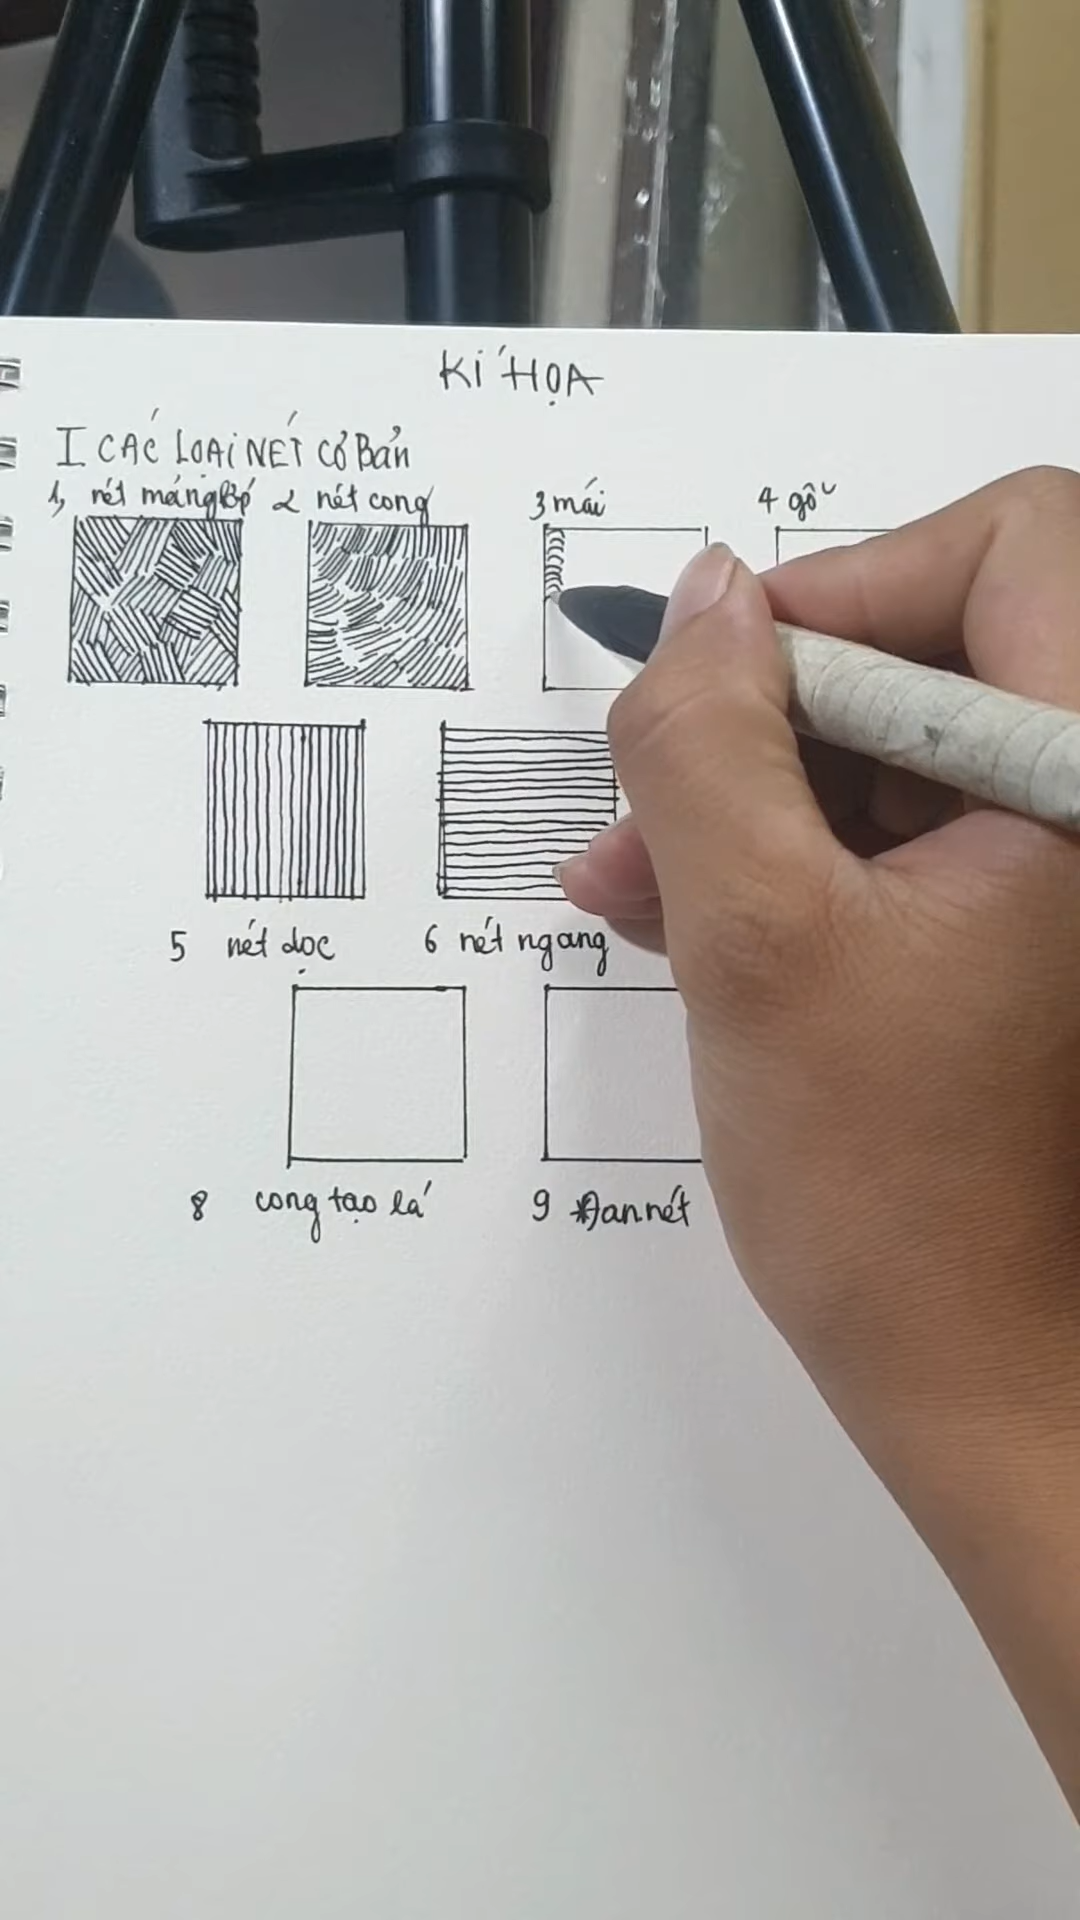 KÍ HỌA
I CÁC LOẠI NÉT CƠ BẢN
1, nét mảng 2 nét cong 3 mái 4 gỗ
5 nét dọc 6 nét ngang
8 cong tạo lá 9 Đan nét